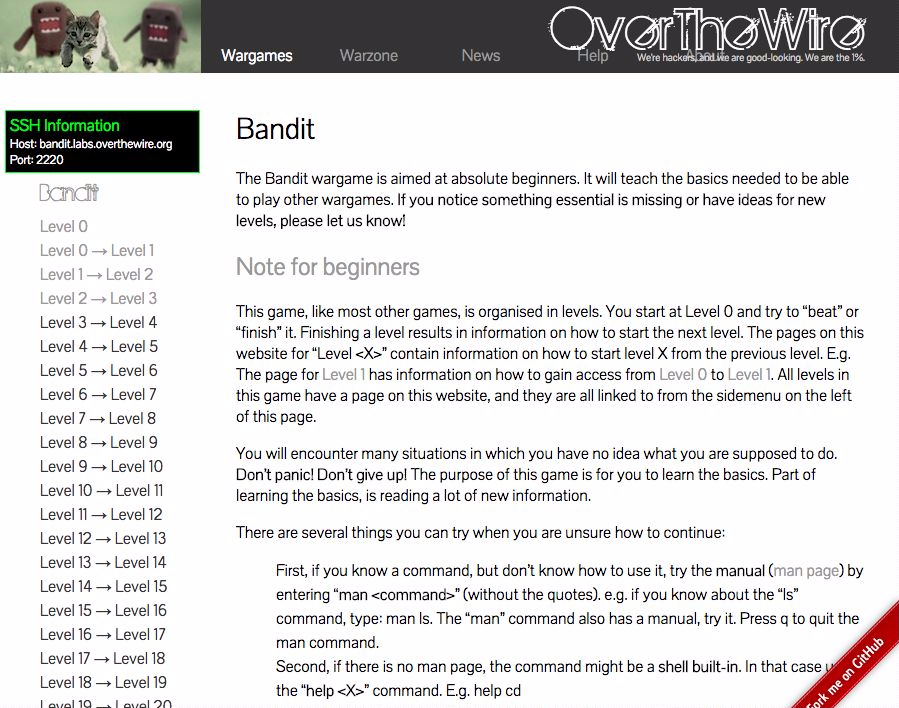 OverTheWire
We're hackers, and we are good-looking. We are the 1%.
Wargames
Warzone
News
Help
About
SSH Information
Host: bandit.labs.overthewire.org
Port: 2220
Bandit
Level 0
Level 0 → Level 1
Level 1 → Level 2
Level 2 → Level 3
Level 3 → Level 4
Level 4 → Level 5
Level 5 → Level 6
Level 6 → Level 7
Level 7 → Level 8
Level 8 → Level 9
Level 9 → Level 10
Level 10 → Level 11
Level 11 → Level 12
Level 12 → Level 13
Level 13 → Level 14
Level 14 → Level 15
Level 15 → Level 16
Level 16 → Level 17
Level 17 → Level 18
Level 18 → Level 19
Level 19 → Level 20
Bandit
The Bandit wargame is aimed at absolute beginners. It will teach the basics needed to be able
to play other wargames. If you notice something essential is missing or have ideas for new
levels, please let us know!
Note for beginners
This game, like most other games, is organised in levels. You start at Level 0 and try to “beat” or
“finish” it. Finishing a level results in information on how to start the next level. The pages on this
website for “Level <X>” contain information on how to start level X from the previous level. E.g.
The page for Level 1 has information on how to gain access from Level 0 to Level 1. All levels in
this game have a page on this website, and they are all linked to from the sidemenu on the left
of this page.
You will encounter many situations in which you have no idea what you are supposed to do.
Don’t panic! Don’t give up! The purpose of this game is for you to learn the basics. Part of
learning the basics, is reading a lot of new information.
There are several things you can try when you are unsure how to continue:
First, if you know a command, but don’t know how to use it, try the manual (man page) by
entering “man <command>” (without the quotes). e.g. if you know about the “ls”
command, type: man ls. The “man” command also has a manual, try it. Press q to quit the
man command.
Second, if there is no man page, the command might be a shell built-in. In that case
the “help <X>” command. E.g. help cd
Fork me on GitHub